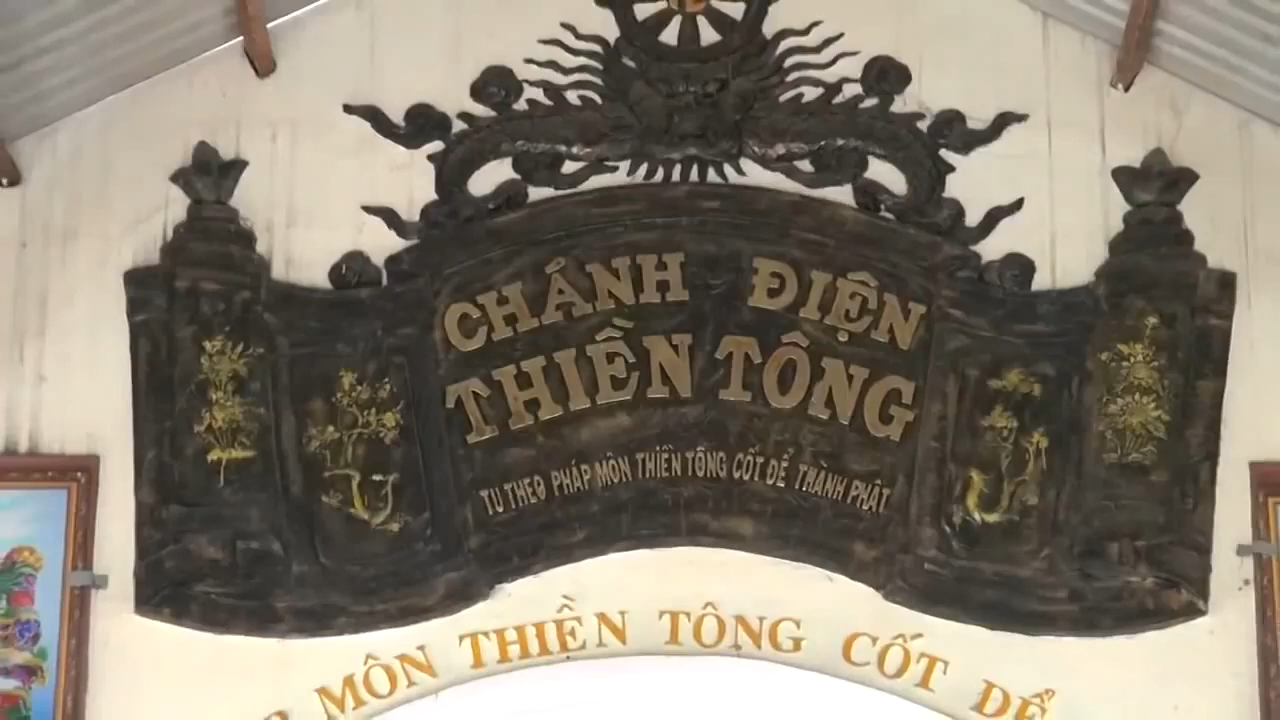 CHÁNH ĐIỆN
THIỀN TÔNG
TU THEO PHÁP MÔN THIỀN TÔNG CỐT ĐỂ THÀNH PHẬT
MÔN THIỀN TÔNG CỐT ĐỂ